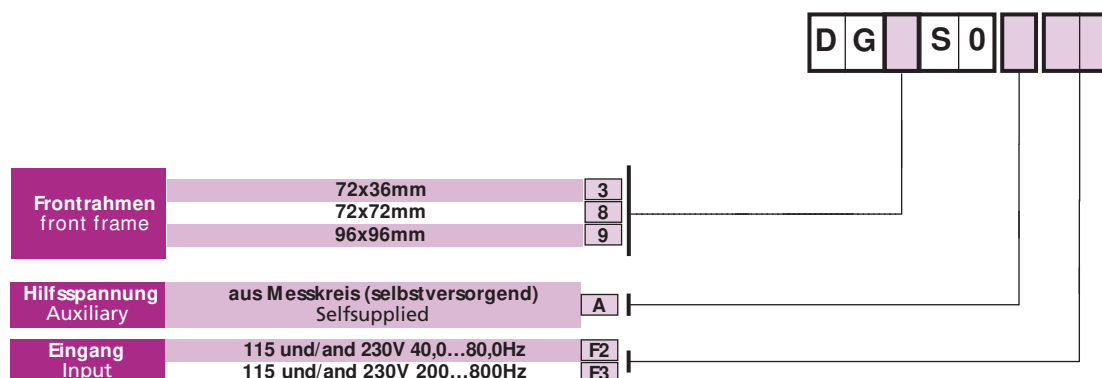 D G S 0
Frontrahmen
front frame
72x36mm 3
72x72mm 8
96x96mm 9
Hilfsspannung
Auxiliary
aus Messkreis (selbstversorgend)
Selfsupplied
A
Eingang
Input
115 und/and 230V 40,0...80,0Hz F2
115 und/and 230V 200...800Hz F3